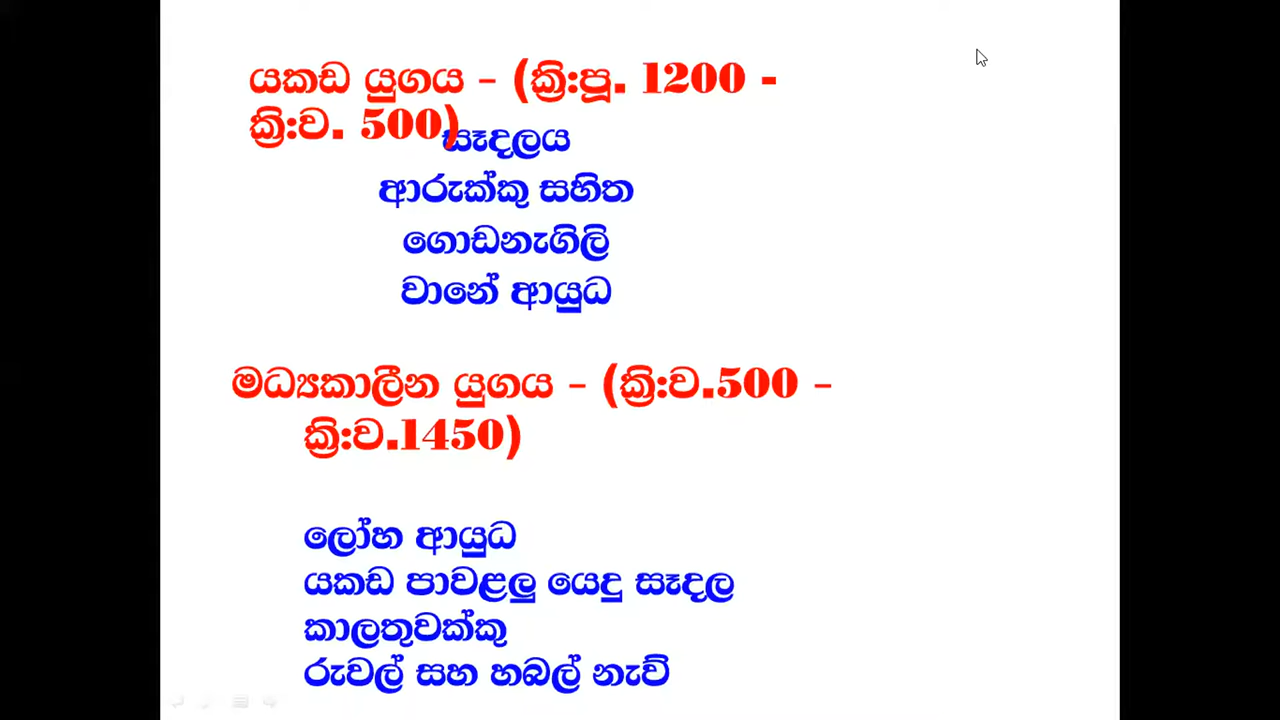 යකඩ යුගය – (ක්‍රි:පූ. 1200 -
ක්‍රි:ව. 500)
සෑදලය
ආරුක්කු සහිත
ගොඩනැගිලි
වානේ ආයුධ
මධ්‍යකාලීන යුගය – (ක්‍රි:ව.500 –
ක්‍රි:ව.1450)
ලෝහ ආයුධ
යකඩ පාවළලු යෙදු සෑදල
කාලතුවක්කු
රුවල් සහ හබල් නැව්